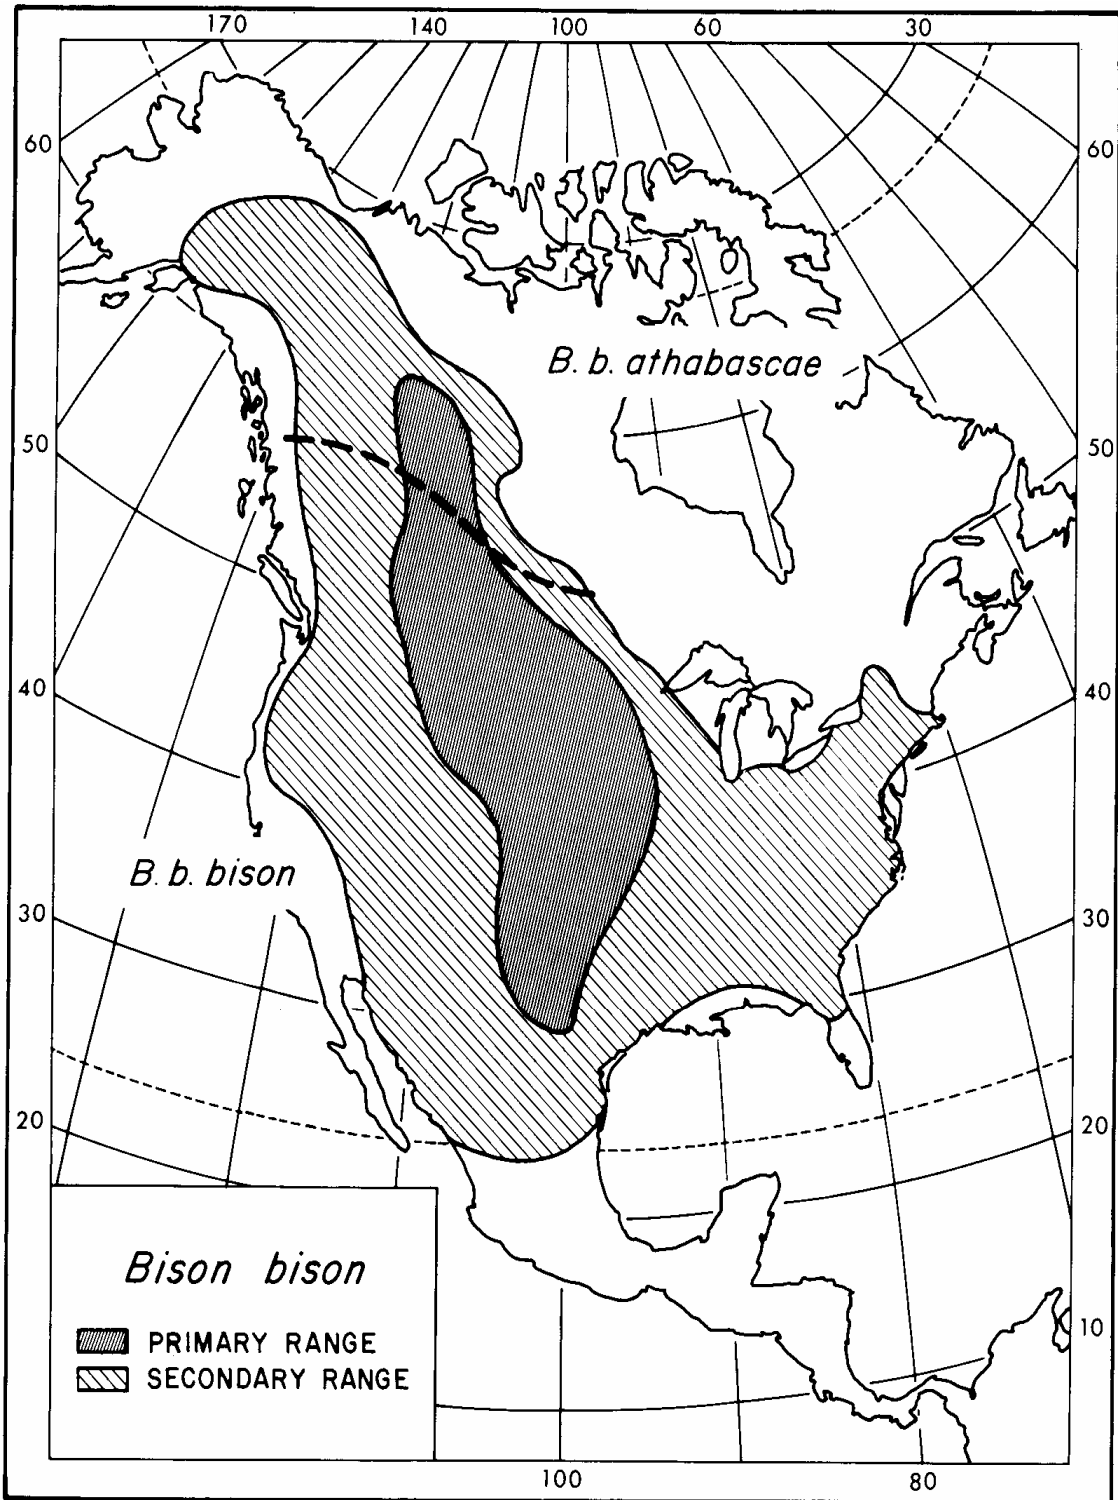 170 140 100 60 30
60 60
B. b. athabascae
50 50
40 40
B. b. bison
30 30
20 20
Bison bison
10
PRIMARY RANGE
SECONDARY RANGE
100 80